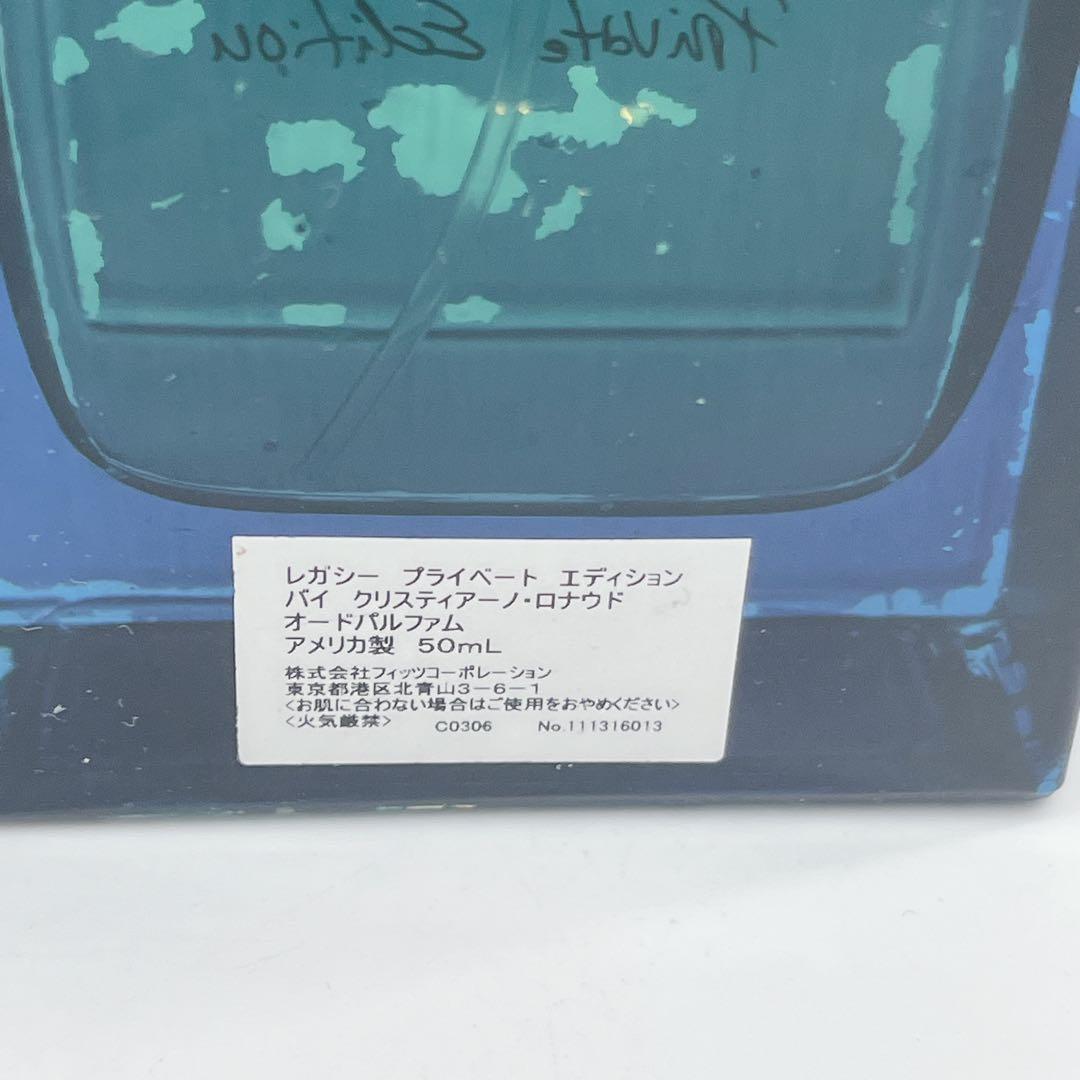 Private Edition
レガシー　プライベート　エディション
バイ　クリスティアーノ・ロナウド
オードパルファム
アメリカ製　50mL
株式会社フィッツコーポレーション
東京都港区北青山3-6-1
<お肌に合わない場合はご使用をおやめください>
<火気厳禁>　C0306　No.111316013